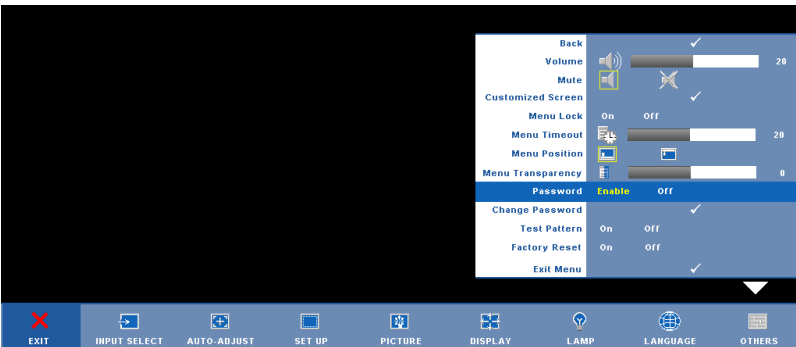 Back
Volume 20
Mute
Customized Screen
Menu Lock On Off
Menu Timeout 20
Menu Position
Menu Transparency 0
Password Enable Off
Change Password
Test Pattern On Off
Factory Reset On Off
Exit Menu
EXIT INPUT SELECT AUTO-ADJUST SET UP PICTURE DISPLAY LAMP LANGUAGE OTHERS